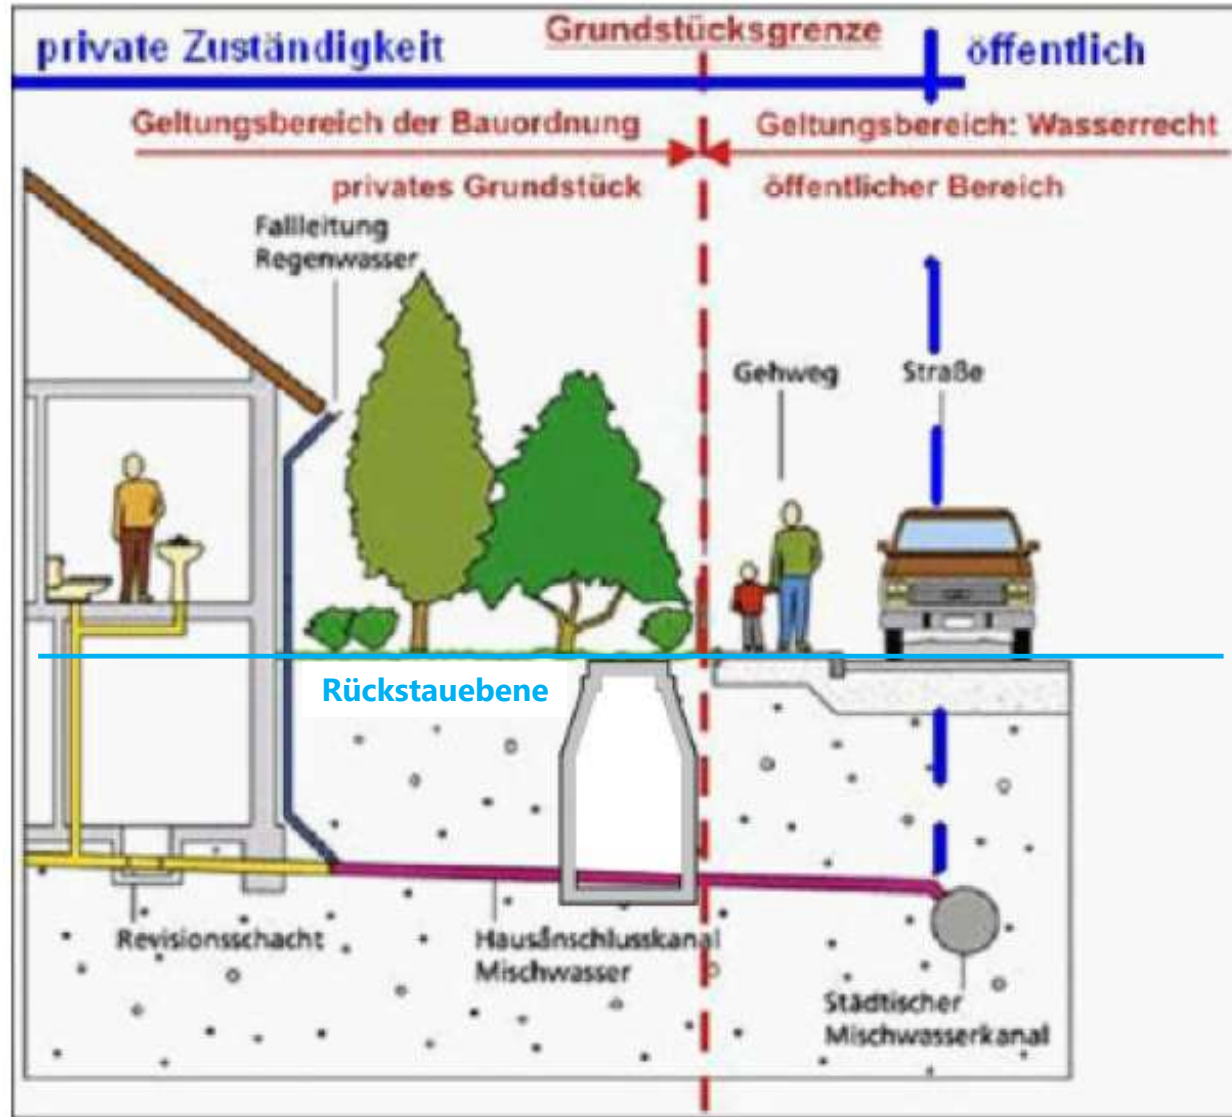 Grundstücksgrenze
private Zuständigkeit
öffentlich
Geltungsbereich der Bauordnung
Geltungsbereich: Wasserrecht
privates Grundstück
öffentlicher Bereich
Fallleitung
Regenwasser
Gehweg
Straße
Rückstauebene
Revisionsschacht
Hausanschlusskanal
Mischwasser
Städtischer
Mischwasserkanal